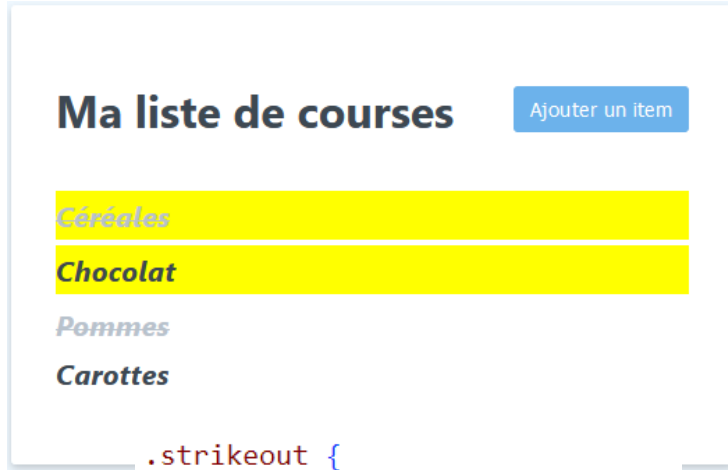 Ma liste de courses
Ajouter un item
Céréales
Chocolat
Pommes
Carottes
.strikeout {